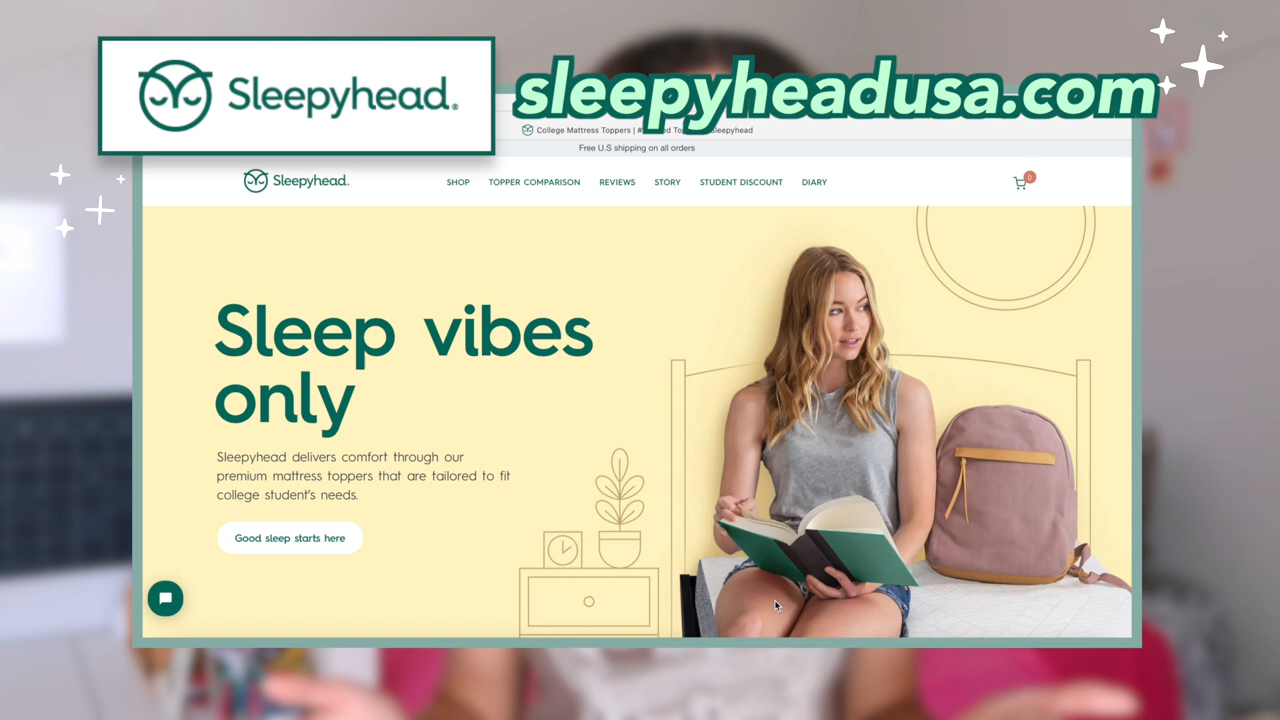 Sleepyhead.®
sleepyheadusa.com
College Mattress Toppers | #
Sleepyhead
Free U.S shipping on all orders
Sleepyhead.
SHOP
TOPPER COMPARISON
REVIEWS
STORY
STUDENT DISCOUNT
DIARY
0
Sleep vibes
only
Sleepyhead delivers comfort through our
premium mattress toppers that are tailored to fit
college student's needs.
Good sleep starts here